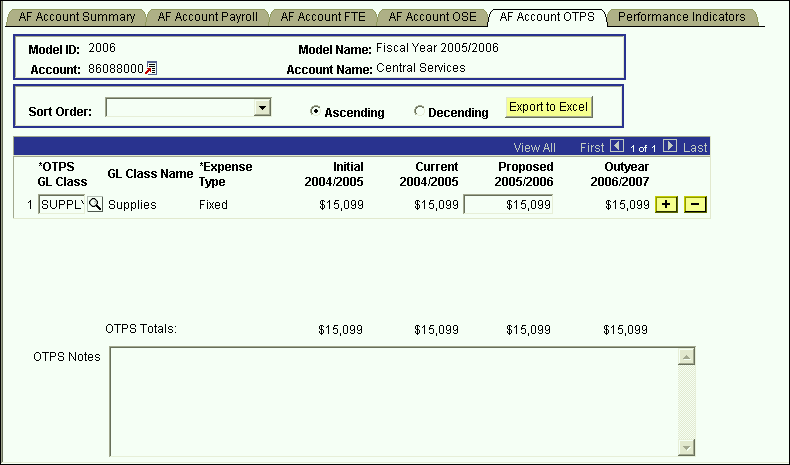 AF Account Summary AF Account Payroll AF Account FTE AF Account OSE AF Account OTPS Performance Indicators
Model ID: 2006 Model Name: Fiscal Year 2005/2006
Account: 86088000 Account Name: Central Services
Sort Order: Ascending Decending Export to Excel
View All First 1 of 1 Last
*OTPS GL Class GL Class Name *Expense Type Initial 2004/2005 Current 2004/2005 Proposed 2005/2006 Outyear 2006/2007
1 SUPPLY Supplies Fixed $15,099 $15,099 $15,099 $15,099 + -
OTPS Totals: $15,099 $15,099 $15,099 $15,099
OTPS Notes